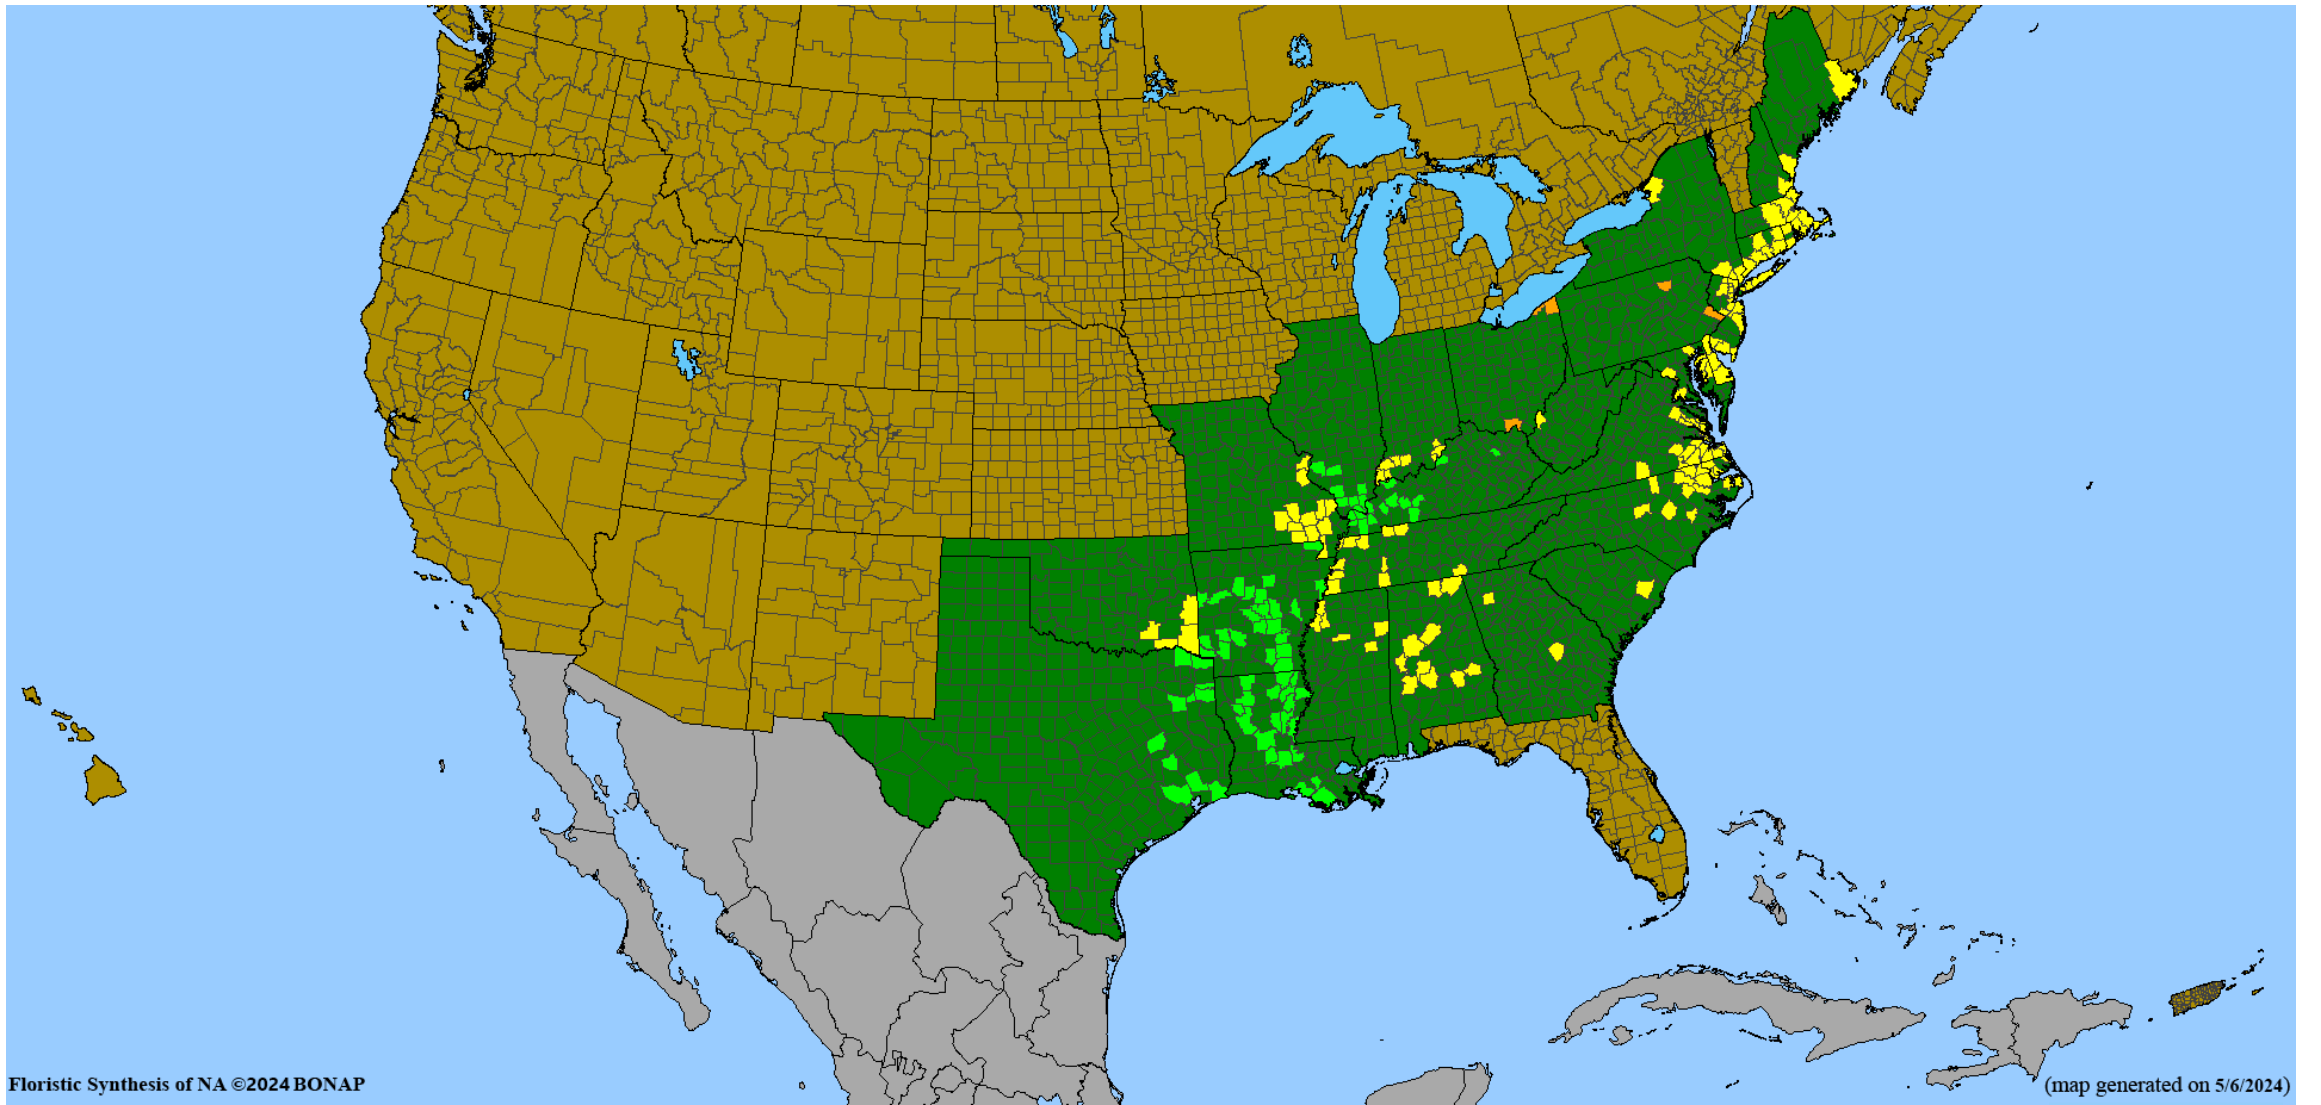 Floristic Synthesis of NA ©2024 BONAP
(map generated on 5/6/2024)